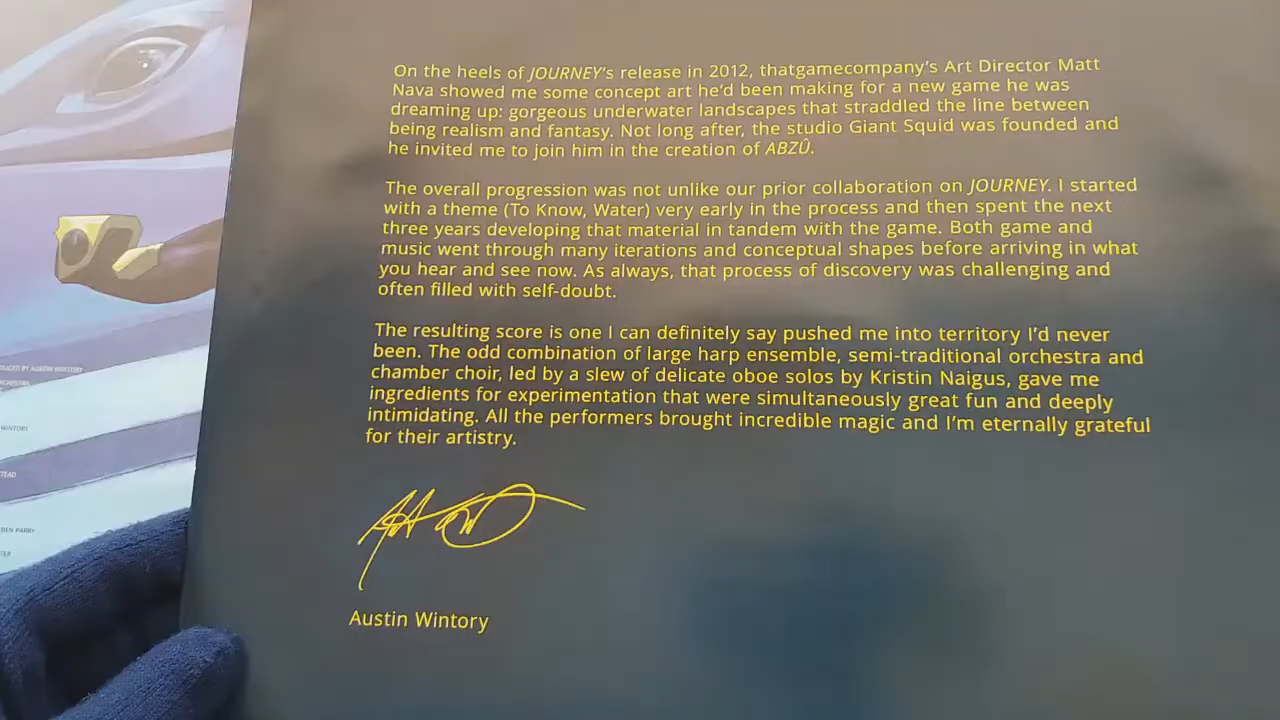 On the heels of JOURNEY's release in 2012, thatgamecompany's Art Director Matt
Nava showed me some concept art he'd been making for a new game he was
dreaming up: gorgeous underwater landscapes that straddled the line between
being realism and fantasy. Not long after, the studio Giant Squid was founded and
he invited me to join him in the creation of ABZÛ.
The overall progression was not unlike our prior collaboration on JOURNEY. I started
with a theme (To Know, Water) very early in the process and then spent the next
three years developing that material in tandem with the game. Both game and
music went through many iterations and conceptual shapes before arriving in what
you hear and see now. As always, that process of discovery was challenging and
often filled with self-doubt.
The resulting score is one I can definitely say pushed me into territory I'd never
been. The odd combination of large harp ensemble, semi-traditional orchestra and
chamber choir, led by a slew of delicate oboe solos by Kristin Naigus, gave me
ingredients for experimentation that were simultaneously great fun and deeply
intimidating. All the performers brought incredible magic and I'm eternally grateful
for their artistry.
Austin Wintory
BY AUSTIN WINTORY
WINTORY
BEN PARRY